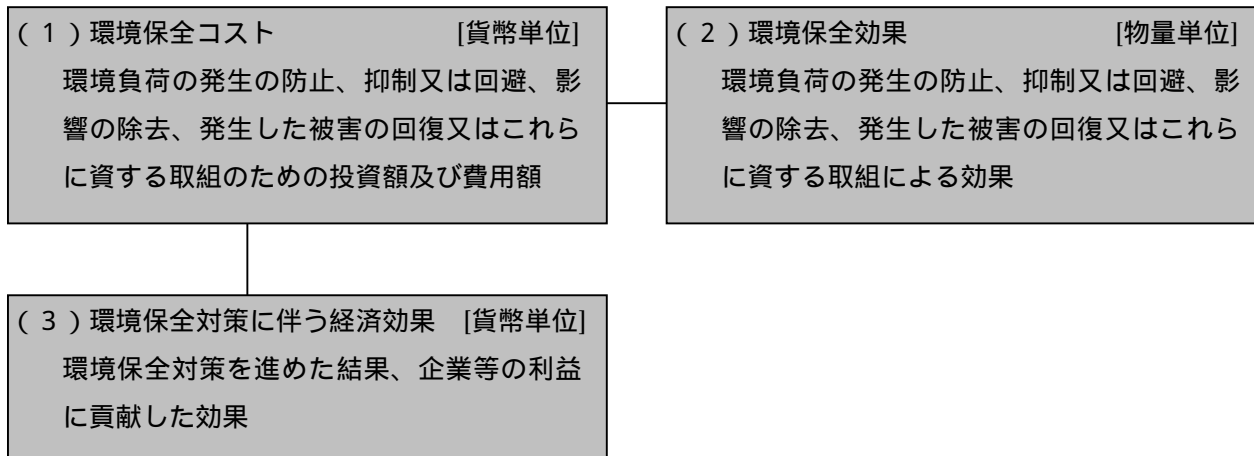 （１）環境保全コスト [貨幣単位]
環境負荷の発生の防止、抑制又は回避、影
響の除去、発生した被害の回復又はこれら
に資する取組のための投資額及び費用額
（２）環境保全効果 [物量単位]
環境負荷の発生の防止、抑制又は回避、影
響の除去、発生した被害の回復又はこれら
に資する取組による効果
（３）環境保全対策に伴う経済効果 [貨幣単位]
環境保全対策を進めた結果、企業等の利益
に貢献した効果